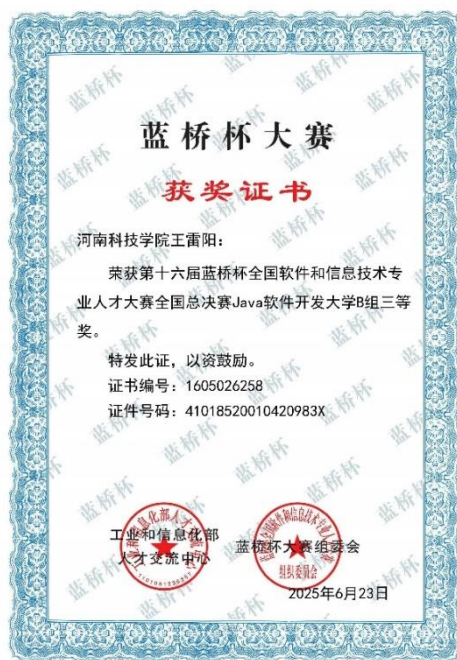 蓝桥杯大赛
获奖证书
河南科技学院王雷阳：
荣获第十六届蓝桥杯全国软件和信息技术专
业人才大赛全国总决赛Java软件开发大学B组三等
奖。
特发此证，以资鼓励。
证书编号：1605026258
证件号码：41018520010420983X
工业和信息化部
人才交流中心
蓝桥杯大赛组委会
组织委员会
2025年6月23日